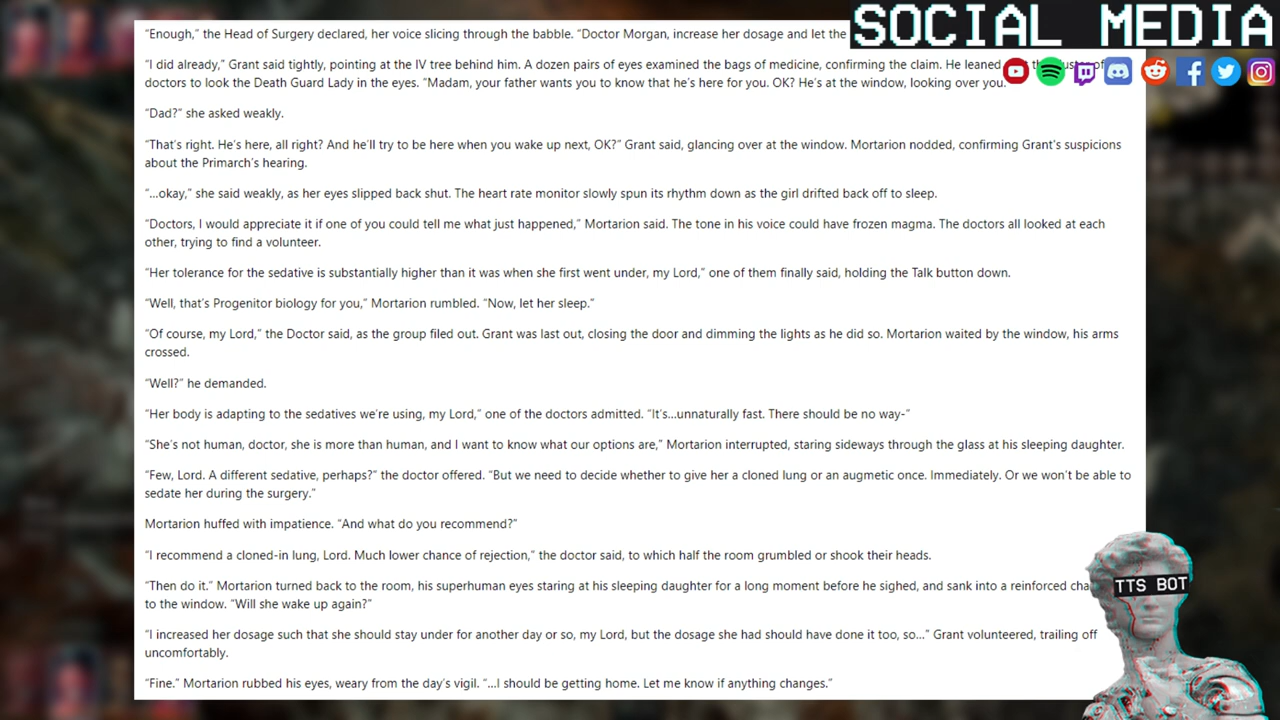 SOCIAL MEDIA
“Enough,” the Head of Surgery declared, her voice slicing through the babble. “Doctor Morgan, increase her dosage and let the
“I did already,” Grant said tightly, pointing at the IV tree behind him. A dozen pairs of eyes examined the bags of medicine, confirming the claim. He leaned
doctors to look the Death Guard Lady in the eyes. “Madam, your father wants you to know that he’s here for you. OK? He’s at the window, looking over you.”
“Dad?” she asked weakly.
“That’s right. He’s here, all right? And he’ll try to be here when you wake up next, OK?” Grant said, glancing over at the window. Mortarion nodded, confirming Grant’s suspicions
about the Primarch’s hearing.
“…okay,” she said weakly, as her eyes slipped back shut. The heart rate monitor slowly spun its rhythm down as the girl drifted back off to sleep.
“Doctors, I would appreciate it if one of you could tell me what just happened,” Mortarion said. The tone in his voice could have frozen magma. The doctors all looked at each
other, trying to find a volunteer.
“Her tolerance for the sedative is substantially higher than it was when she first went under, my Lord,” one of them finally said, holding the Talk button down.
“Well, that’s Progenitor biology for you,” Mortarion rumbled. “Now, let her sleep.”
“Of course, my Lord,” the Doctor said, as the group filed out. Grant was last out, closing the door and dimming the lights as he did so. Mortarion waited by the window, his arms
crossed.
“Well?” he demanded.
“Her body is adapting to the sedatives we’re using, my Lord,” one of the doctors admitted. “It’s…unnaturally fast. There should be no way-”
“She’s not human, doctor, she is more than human, and I want to know what our options are,” Mortarion interrupted, staring sideways through the glass at his sleeping daughter.
“Few, Lord. A different sedative, perhaps?” the doctor offered. “But we need to decide whether to give her a cloned lung or an augmetic once. Immediately. Or we won’t be able to
sedate her during the surgery.”
Mortarion huffed with impatience. “And what do you recommend?”
“I recommend a cloned-in lung, Lord. Much lower chance of rejection,” the doctor said, to which half the room grumbled or shook their heads.
“Then do it.” Mortarion turned back to the room, his superhuman eyes staring at his sleeping daughter for a long moment before he sighed, and sank into a reinforced
to the window. “Will she wake up again?”
“I increased her dosage such that she should stay under for another day or so, my Lord, but the dosage she had should have done it too, so…” Grant volunteered, trailing off
uncomfortably.
“Fine.” Mortarion rubbed his eyes, weary from the day’s vigil. “…I should be getting home. Let me know if anything changes.”
TTS BOT